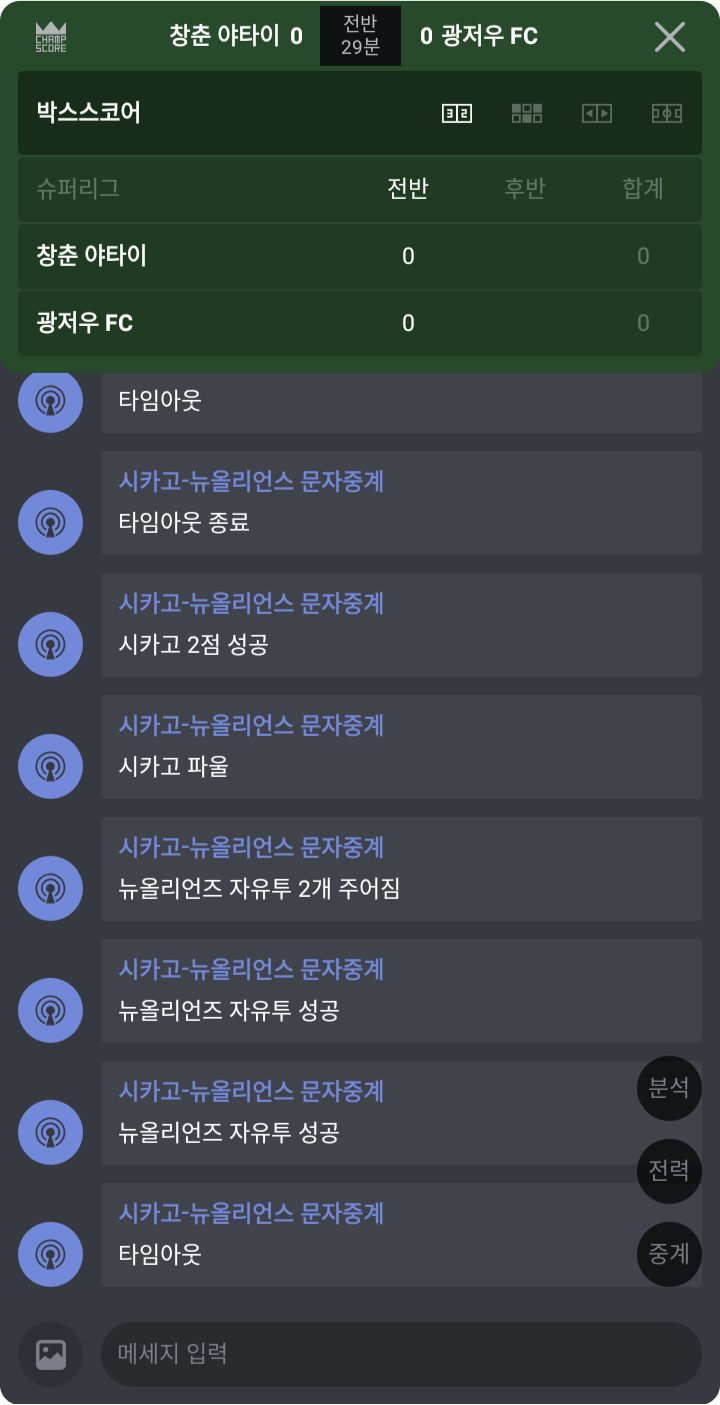 CHAMP
SCORE
창춘 야타이 0
전반
29분
0 광저우 FC
박스스코어
슈퍼리그 전반 후반 합계
창춘 야타이 0 0
광저우 FC 0 0
타임아웃
시카고-뉴올리언스 문자중계
타임아웃 종료
시카고-뉴올리언스 문자중계
시카고 2점 성공
시카고-뉴올리언스 문자중계
시카고 파울
시카고-뉴올리언스 문자중계
뉴올리언즈 자유투 2개 주어짐
시카고-뉴올리언스 문자중계
뉴올리언즈 자유투 성공
시카고-뉴올리언스 문자중계
뉴올리언즈 자유투 성공
시카고-뉴올리언스 문자중계
타임아웃
분석
전력
중계
메세지 입력